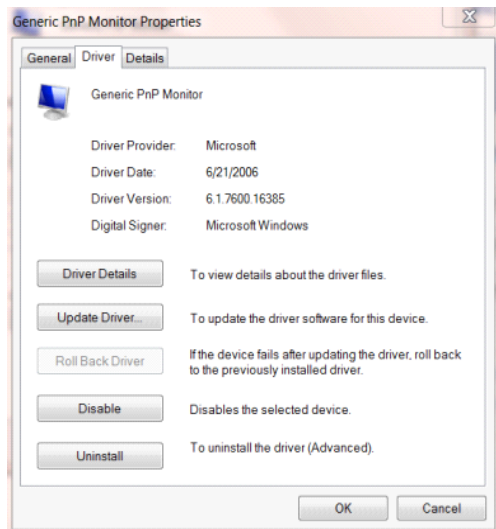 Generic PnP Monitor Properties
General Driver Details
Generic PnP Monitor
Driver Provider: Microsoft
Driver Date: 6/21/2006
Driver Version: 6.1.7600.16385
Digital Signer: Microsoft Windows
Driver Details To view details about the driver files.
Update Driver... To update the driver software for this device.
Roll Back Driver If the device fails after updating the driver, roll back
to the previously installed driver.
Disable Disables the selected device.
Uninstall To uninstall the driver (Advanced).
OK Cancel